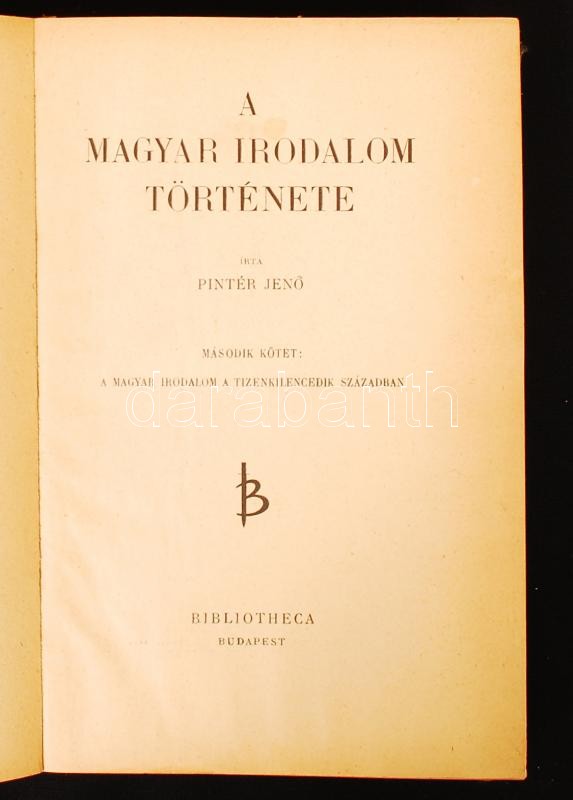 A
MAGYAR IRODALOM
TÖRTÉNETE
ÍRTA
PINTÉR JENŐ
MÁSODIK KÖTET:
A MAGYAR IRODALOM A TIZENKILENCEDIK SZÁZADBAN
darabanth
B
BIBLIOTHECA
BUDAPEST